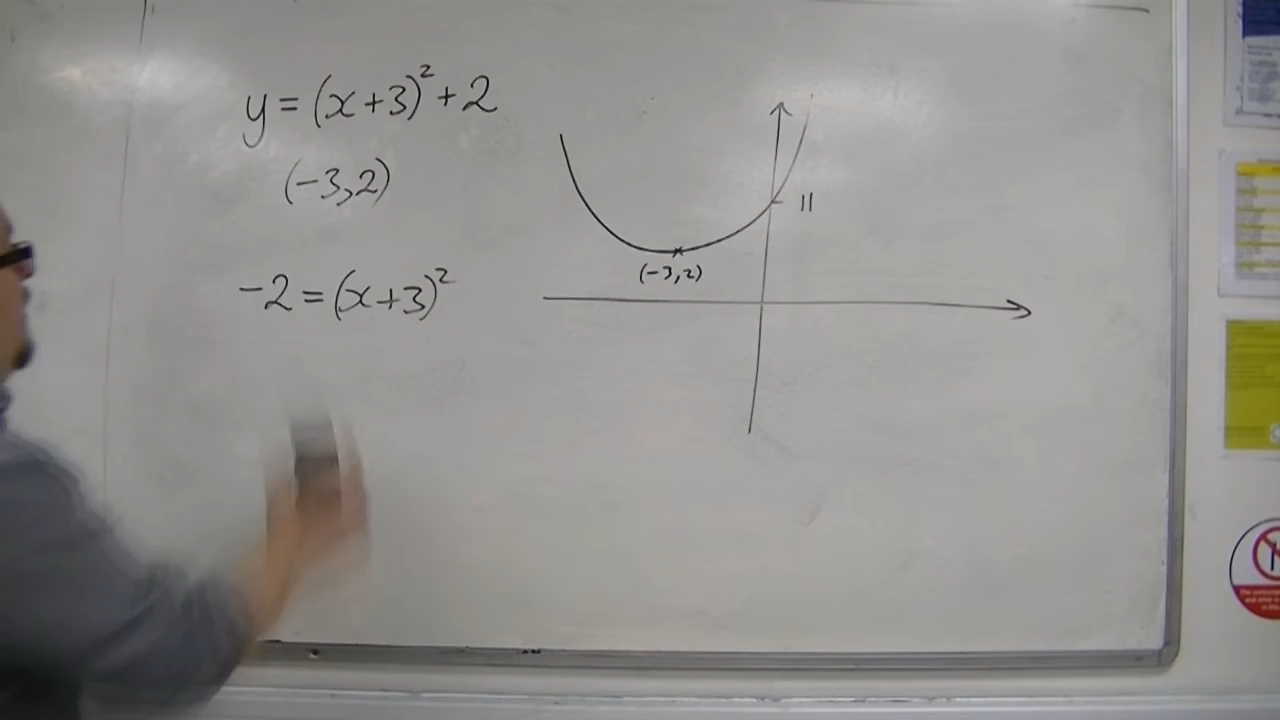 y = (x+3)² + 2
(-3,2)
-2 = (x+3)²
11
(-3,2)